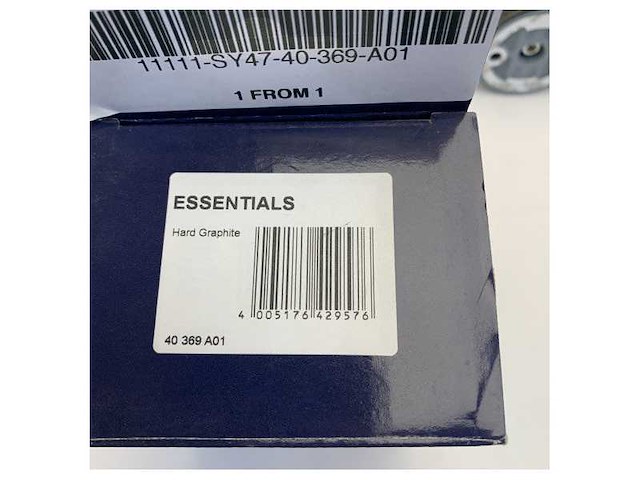 11111-SY47-40-369-A01
1 FROM 1
ESSENTIALS
Hard Graphite
4 005176 429576
40 369 A01